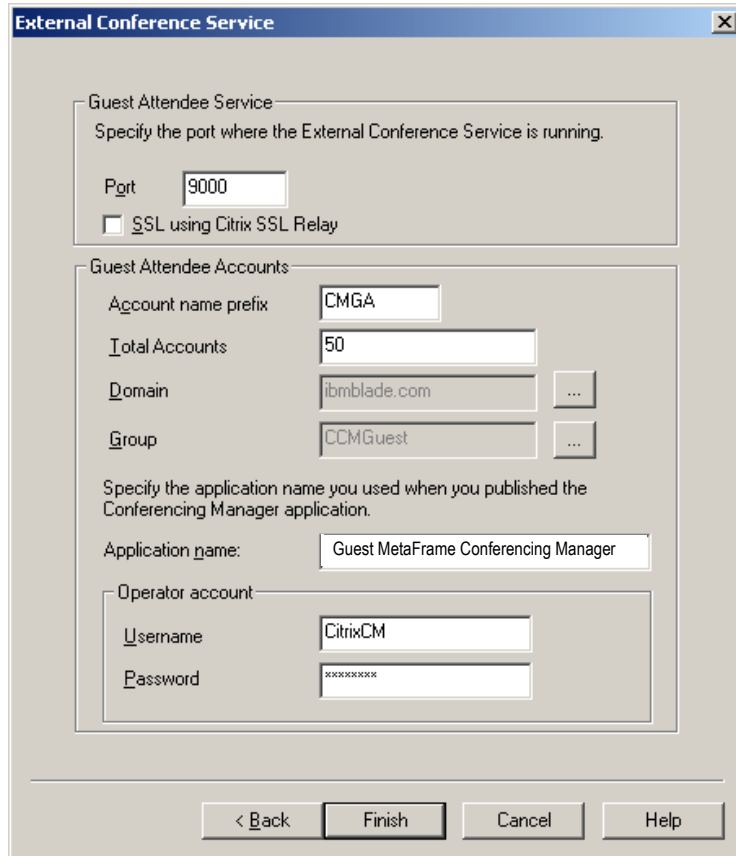 External Conference Service
Guest Attendee Service
Specify the port where the External Conference Service is running.
Port 9000
SSL using Citrix SSL Relay
Guest Attendee Accounts
Account name prefix CMGA
Total Accounts 50
Domain ibmblade.com ...
Group CCMGuest ...
Specify the application name you used when you published the
Conferencing Manager application.
Application name: Guest MetaFrame Conferencing Manager
Operator account
Username CitrixCM
Password ********
< Back Finish Cancel Help